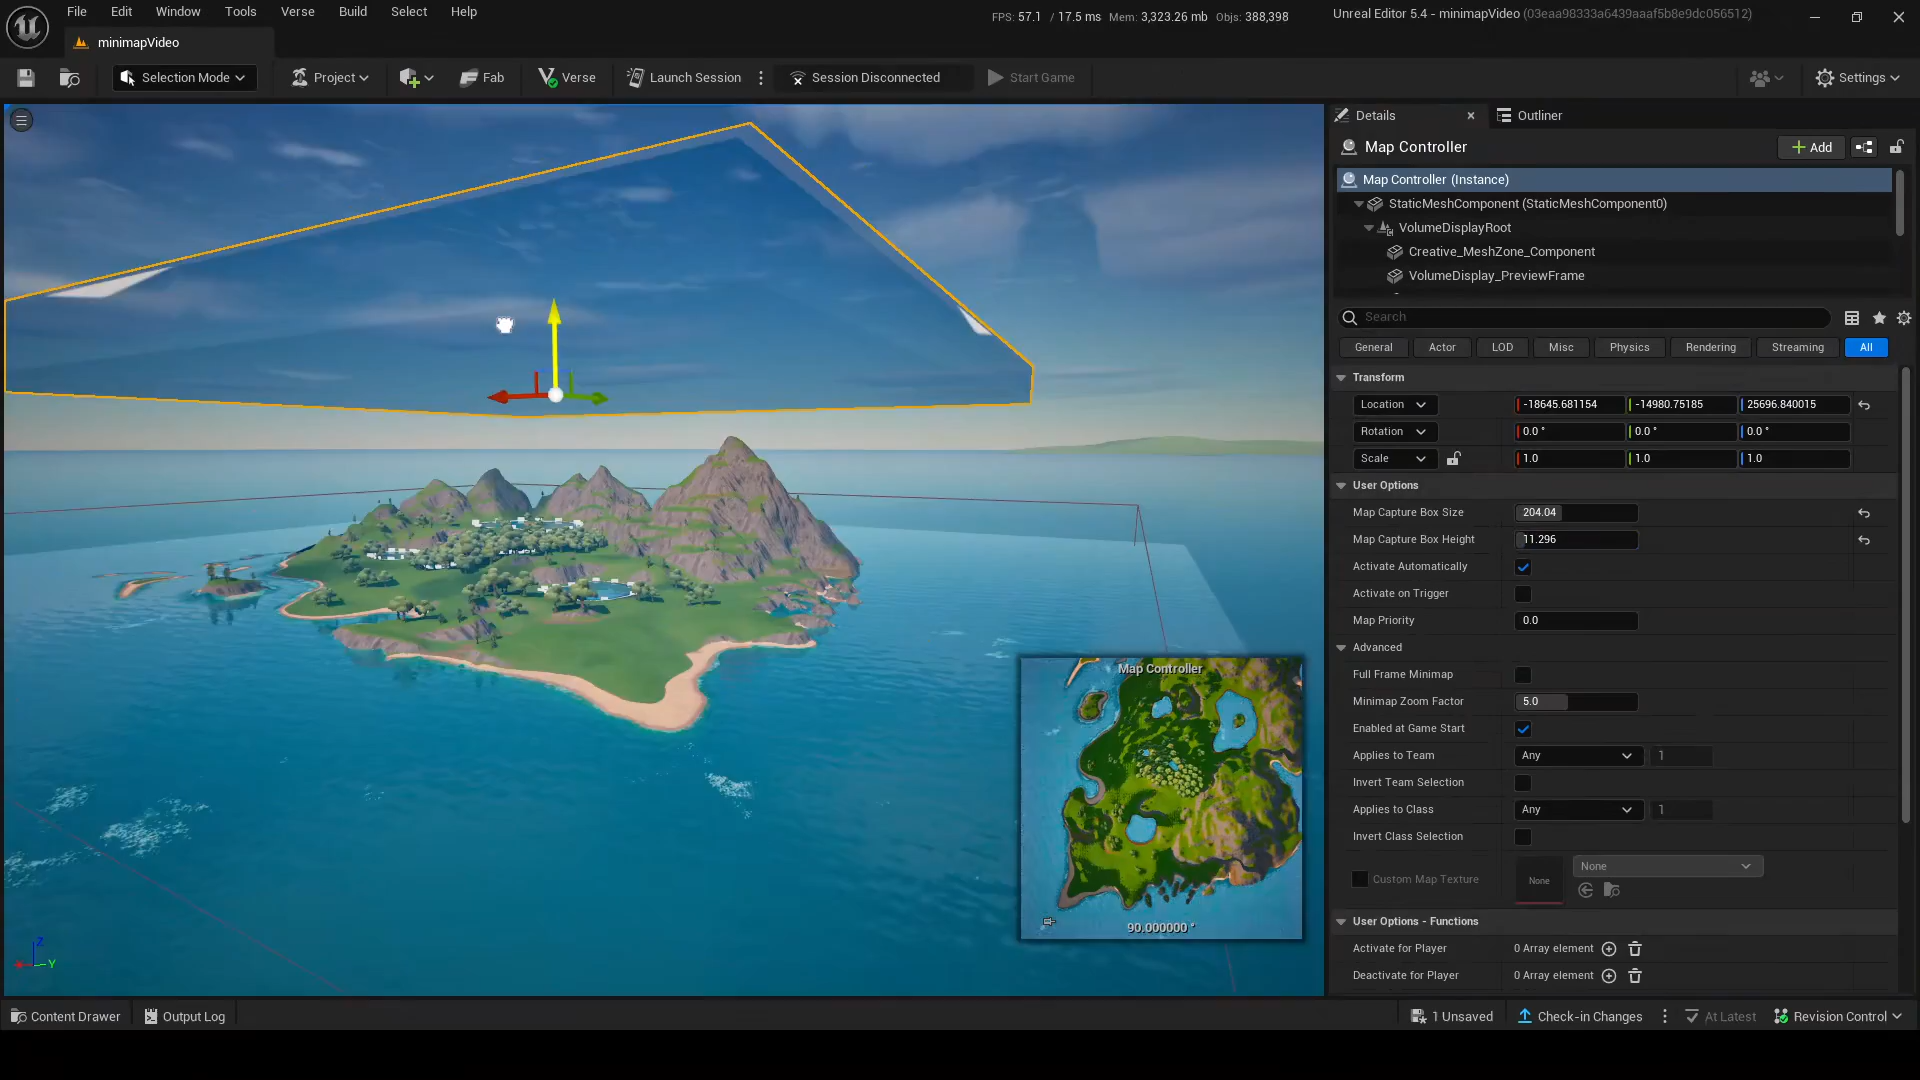 File Edit Window Tools Verse Build Select Help
FPS: 57.1 / 17.5 ms Mem: 3,323.26 mb Objs: 388,398
Unreal Editor 5.4 - minimapVideo (03eaa98333a6439aaaf5b8e9dc056512)
minimapVideo
Selection Mode Project Fab Verse Launch Session Session Disconnected Start Game Settings
Details Outliner
Map Controller Add
Map Controller (Instance)
StaticMeshComponent (StaticMeshComponent0)
VolumeDisplayRoot
Creative_MeshZone_Component
VolumeDisplay_PreviewFrame
Search
General Actor LOD Misc Physics Rendering Streaming All
Transform
Location -18645.681154 -14980.75185 25696.840015
Rotation 0.0 ° 0.0 ° 0.0 °
Scale 1.0 1.0 1.0
User Options
Map Capture Box Size 204.04
Map Capture Box Height 11.296
Activate Automatically
Activate on Trigger
Map Priority 0.0
Advanced
Full Frame Minimap
Minimap Zoom Factor 5.0
Enabled at Game Start
Applies to Team Any 1
Invert Team Selection
Applies to Class Any 1
Invert Class Selection
Custom Map Texture None None
User Options - Functions
Activate for Player 0 Array element
Deactivate for Player 0 Array element
Map Controller
90.000000 °
Z
Y
Content Drawer Output Log 1 Unsaved Check-in Changes At Latest Revision Control